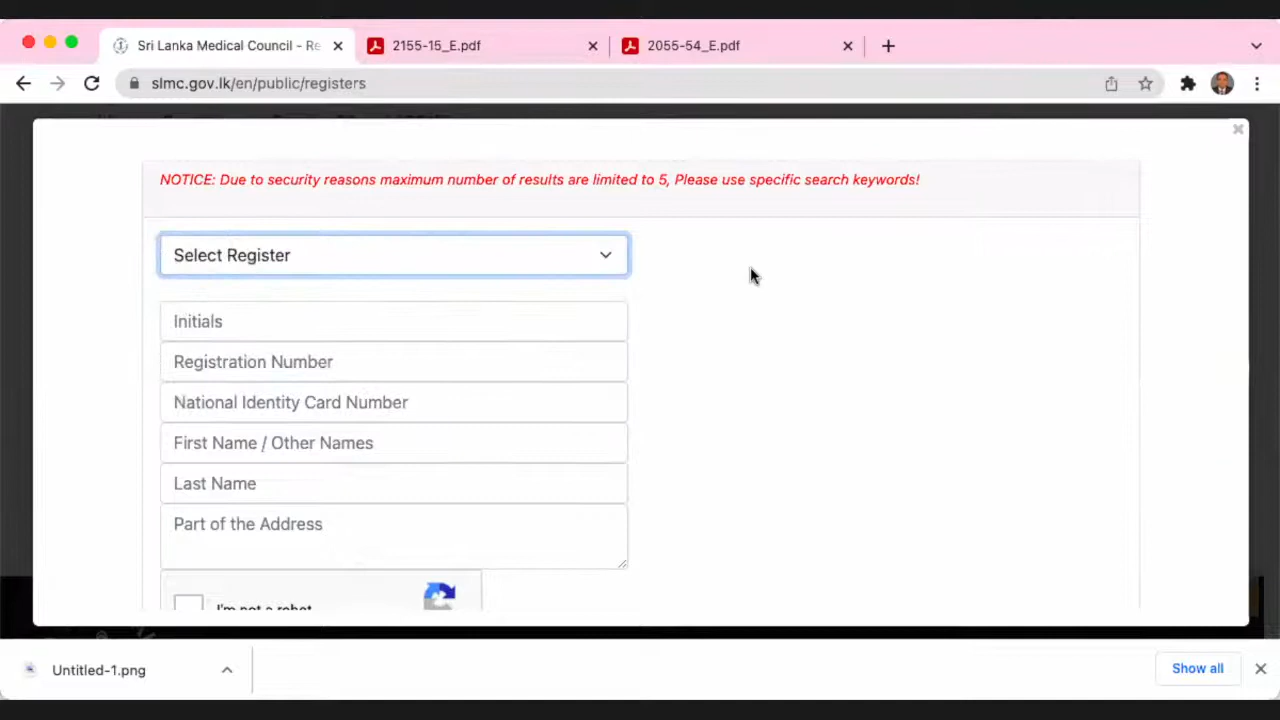 Sri Lanka Medical Council - Re
2155-15_E.pdf
2055-54_E.pdf
slmc.gov.lk/en/public/registers
NOTICE: Due to security reasons maximum number of results are limited to 5, Please use specific search keywords!
Select Register
Initials
Registration Number
National Identity Card Number
First Name / Other Names
Last Name
Part of the Address
I'm not a robot
Untitled-1.png
Show all